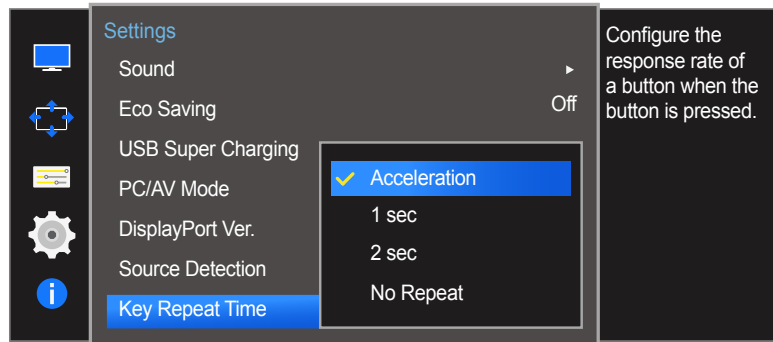 Settings
Sound
Eco Saving Off
USB Super Charging
PC/AV Mode
DisplayPort Ver.
Source Detection
Key Repeat Time
Acceleration
1 sec
2 sec
No Repeat
Configure the
response rate of
a button when the
button is pressed.